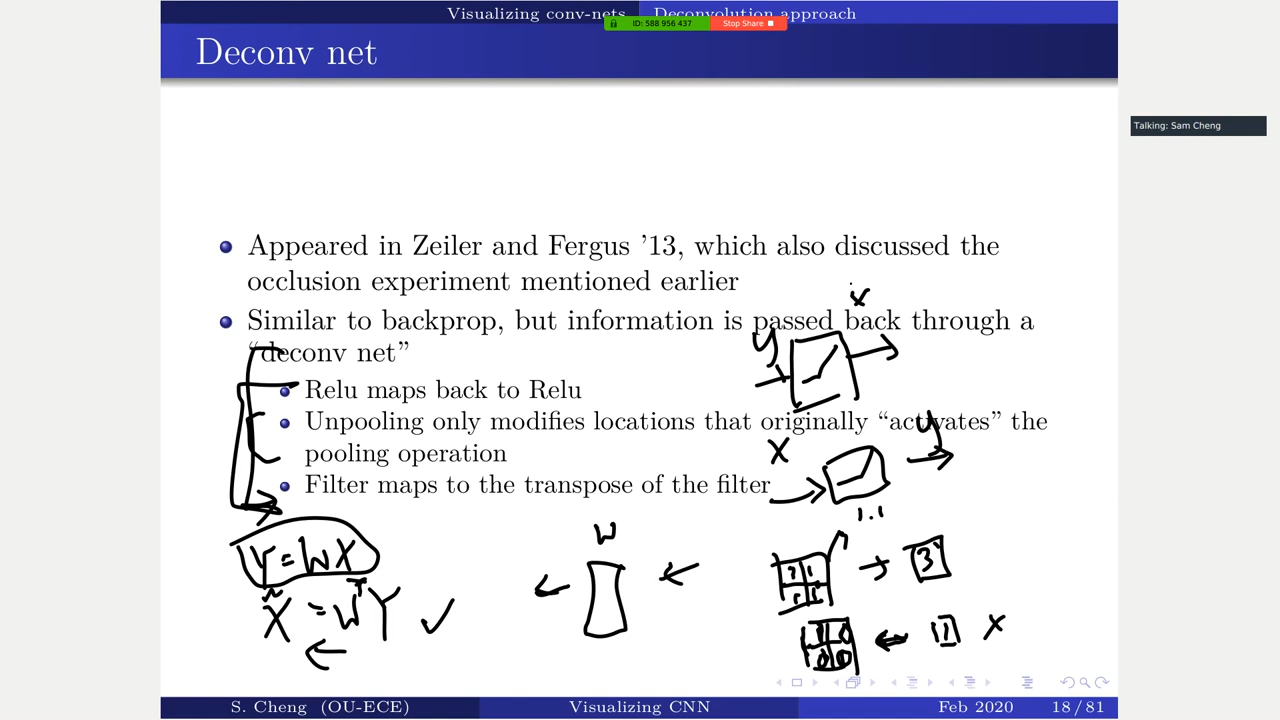 Visualizing conv-nets Deconvolution approach
ID: 588 956 437 Stop Share
Deconv net
Talking: Sam Cheng
Appeared in Zeiler and Fergus '13, which also discussed the
occlusion experiment mentioned earlier
Similar to backprop, but information is passed back through a
“deconv net”
Relu maps back to Relu
Unpooling only modifies locations that originally “activates” the
pooling operation
Filter maps to the transpose of the filter
x
y
x
y
1.1
Y = WX
X̂ = WᵀY ✓
W
3
S. Cheng (OU-ECE) Visualizing CNN Feb 2020 18 / 81